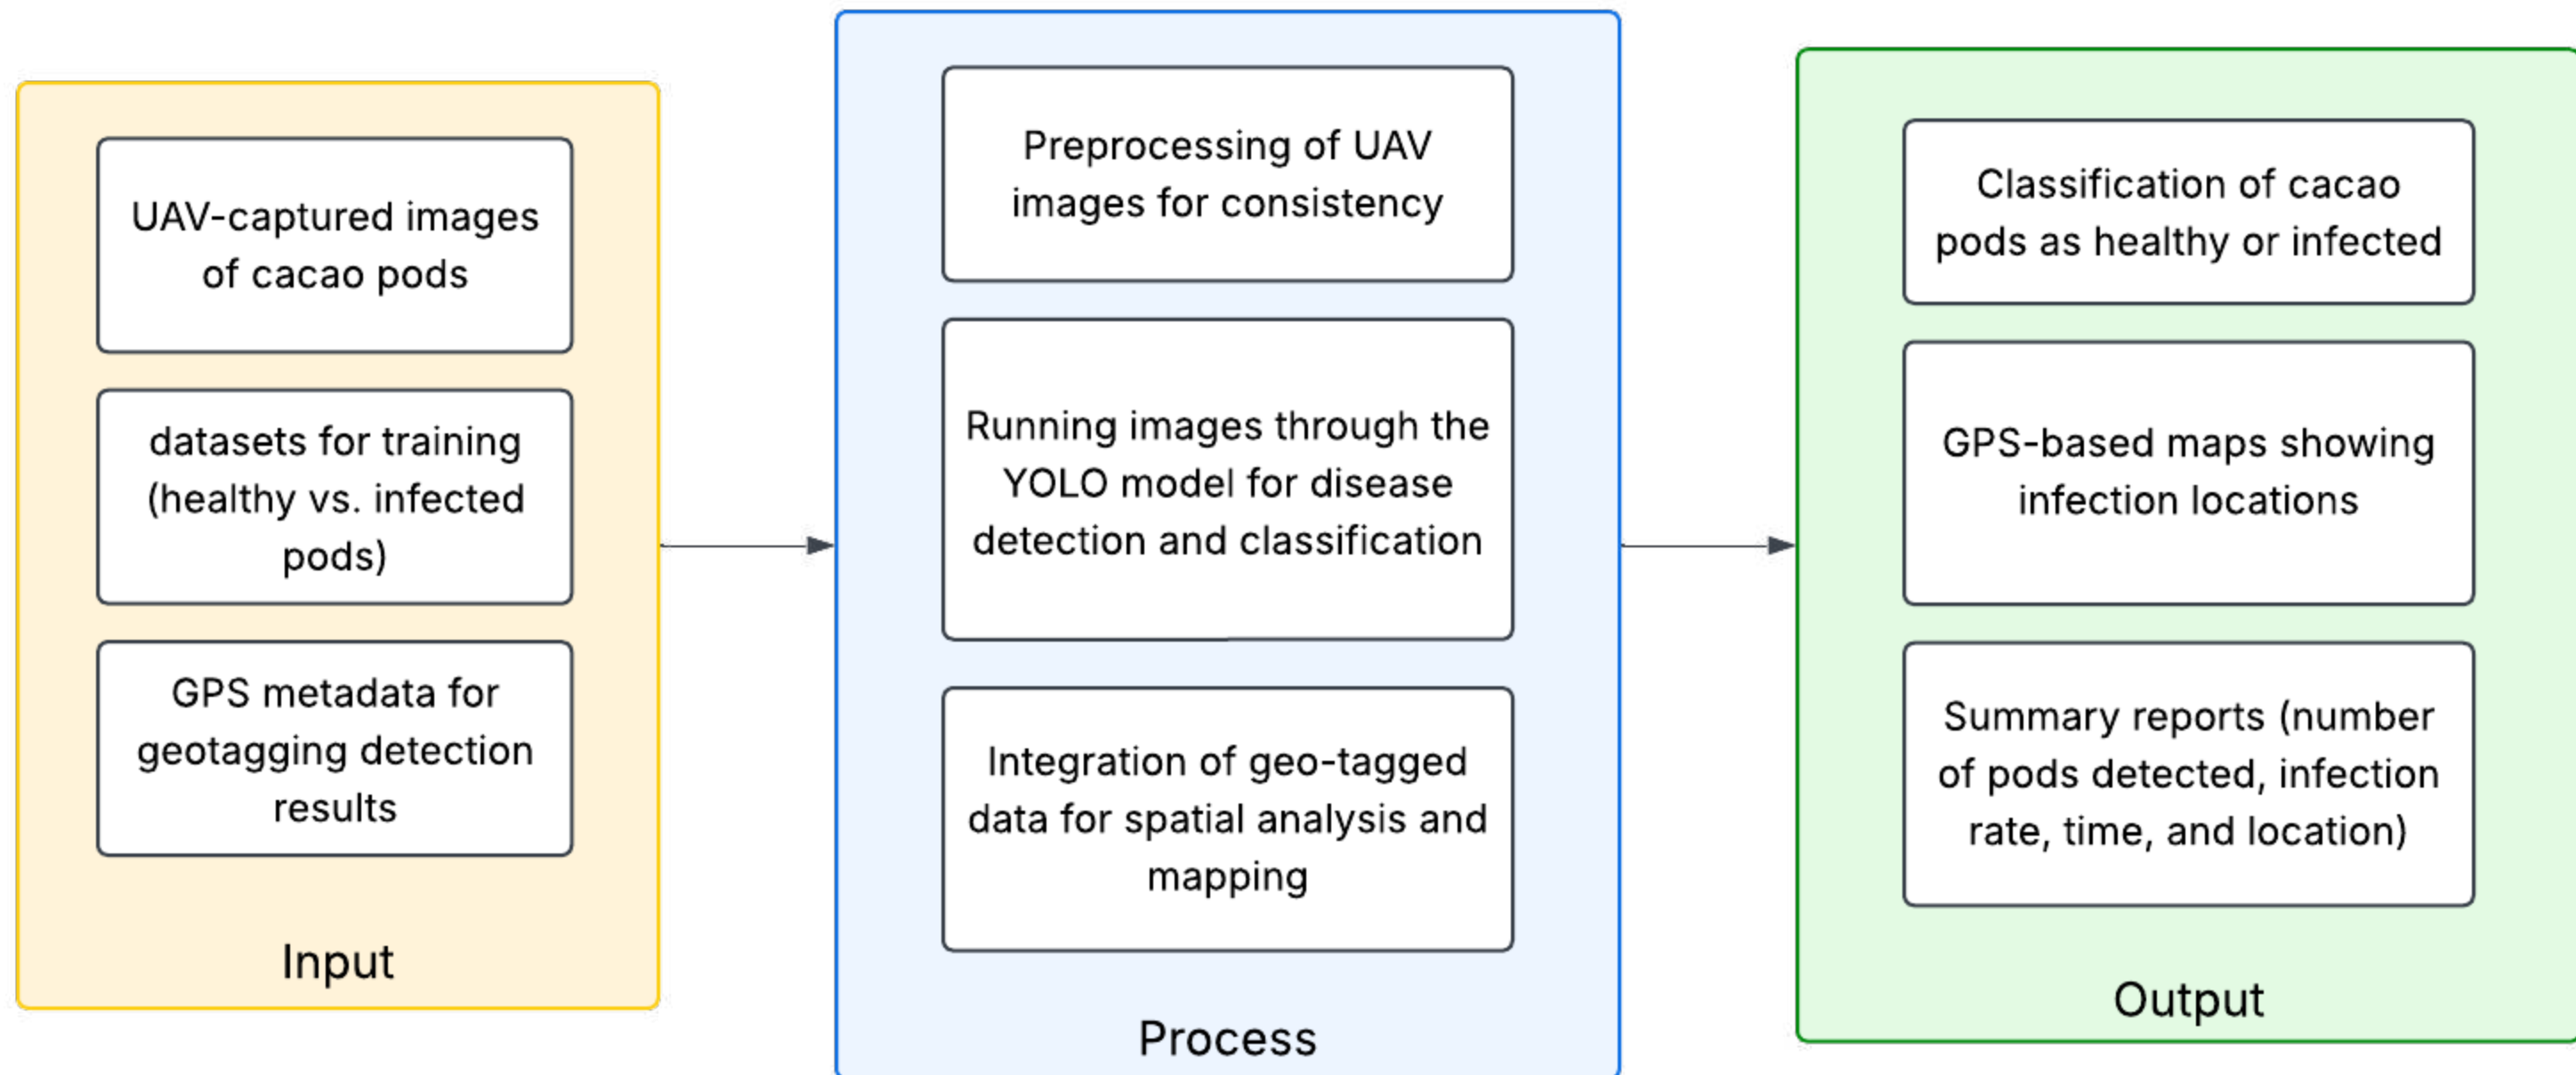 UAV-captured images
of cacao pods
datasets for training
(healthy vs. infected
pods)
GPS metadata for
geotagging detection
results
Input
Preprocessing of UAV
images for consistency
Running images through the
YOLO model for disease
detection and classification
Integration of geo-tagged
data for spatial analysis and
mapping
Process
Classification of cacao
pods as healthy or infected
GPS-based maps showing
infection locations
Summary reports (number
of pods detected, infection
rate, time, and location)
Output